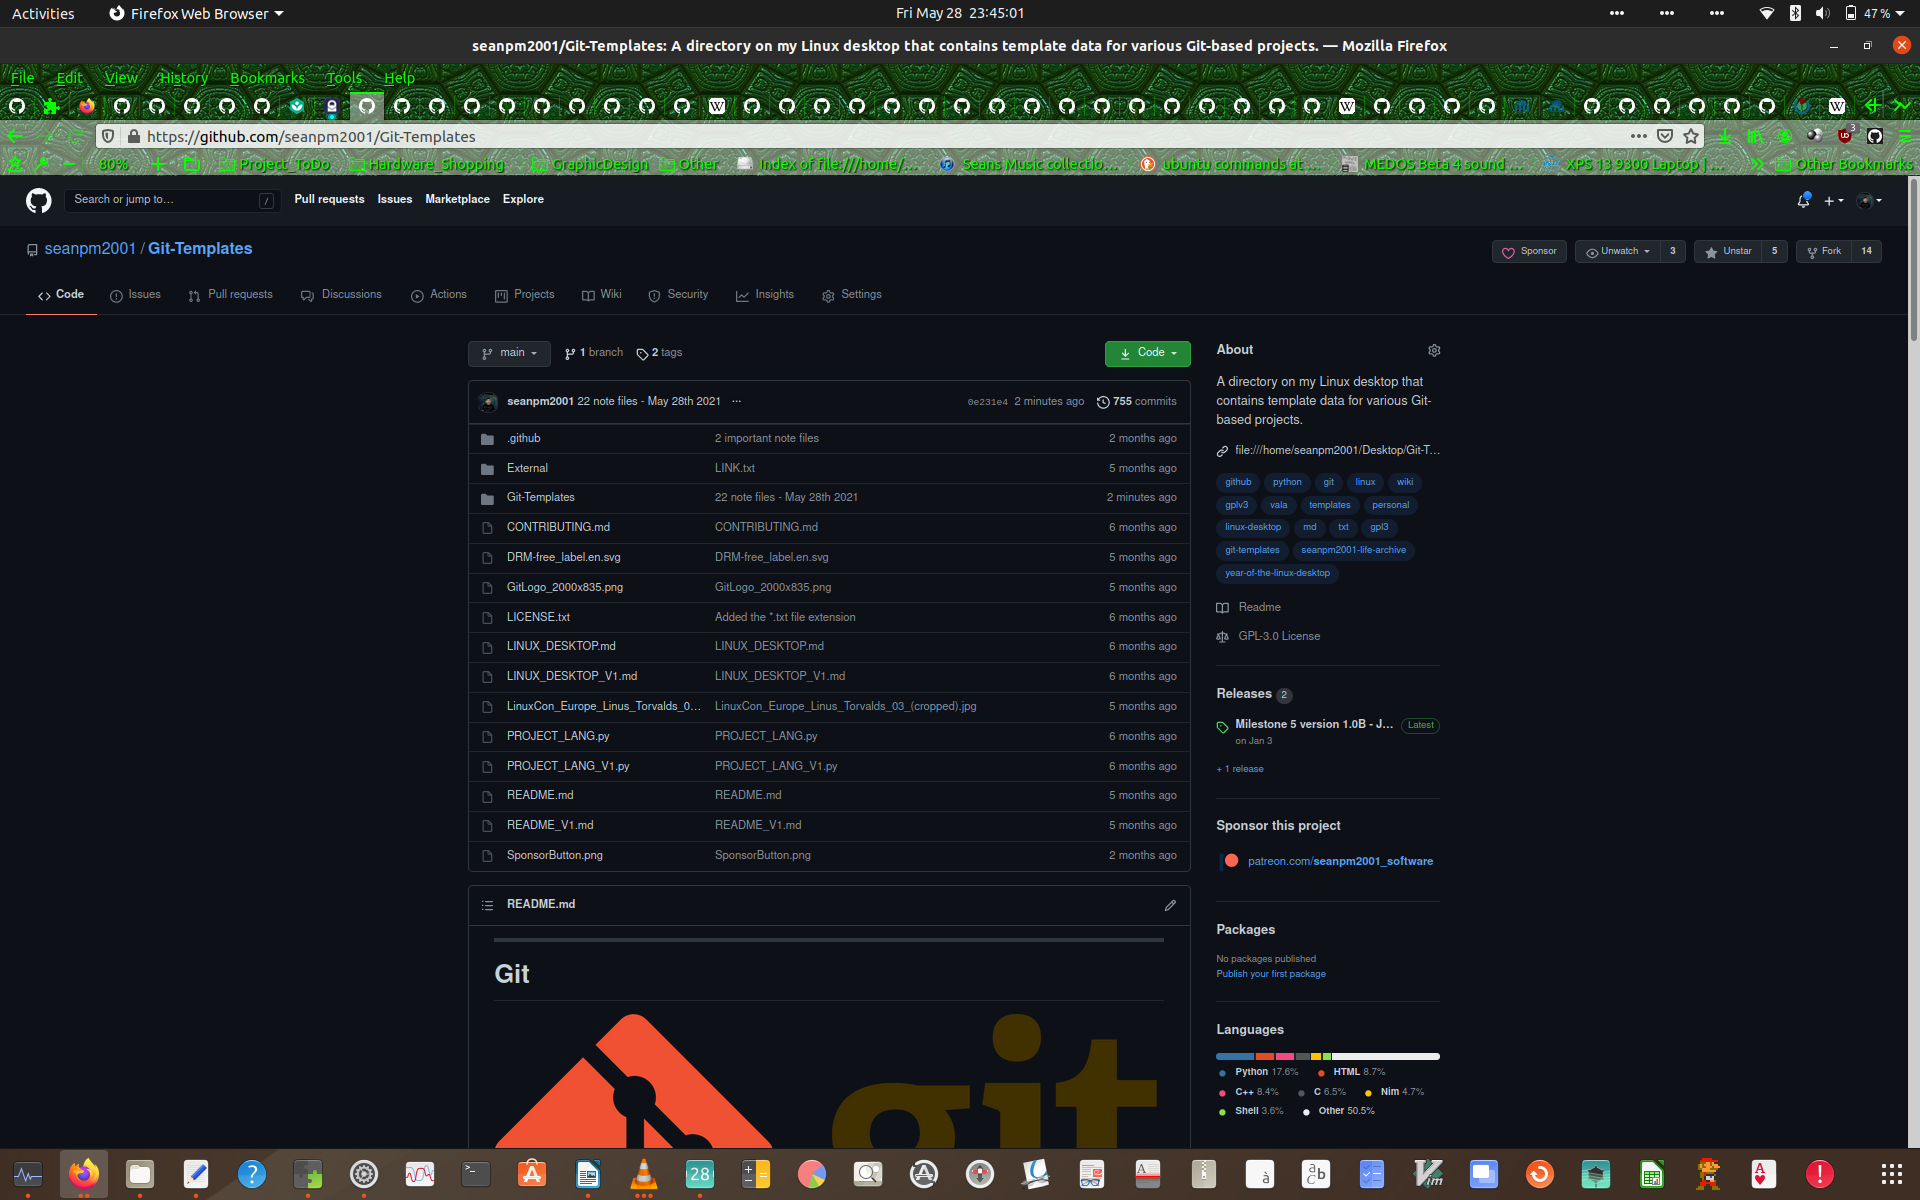 Activities Firefox Web Browser Fri May 28 23:45:01 47 %
seanpm2001/Git-Templates: A directory on my Linux desktop that contains template data for various Git-based projects. — Mozilla Firefox
File Edit View History Bookmarks Tools Help
https://github.com/seanpm2001/Git-Templates 3
80% Project_ToDo Hardware_Shopping GraphicDesign Other Index of file:///home/... Seans Music collectio... ubuntu commands at ... MEDOS Beta 4 sound ... XPS 13 9300 Laptop | ... Other Bookmarks
Search or jump to... / Pull requests Issues Marketplace Explore
seanpm2001 / Git-Templates Sponsor Unwatch 3 Unstar 5 Fork 14
Code Issues Pull requests Discussions Actions Projects Wiki Security Insights Settings
main 1 branch 2 tags Code
seanpm2001 22 note files - May 28th 2021 ... 0e231e4 2 minutes ago 755 commits
.github 2 important note files 2 months ago
External LINK.txt 5 months ago
Git-Templates 22 note files - May 28th 2021 2 minutes ago
CONTRIBUTING.md CONTRIBUTING.md 6 months ago
DRM-free_label.en.svg DRM-free_label.en.svg 5 months ago
GitLogo_2000x835.png GitLogo_2000x835.png 5 months ago
LICENSE.txt Added the *.txt file extension 6 months ago
LINUX_DESKTOP.md LINUX_DESKTOP.md 6 months ago
LINUX_DESKTOP_V1.md LINUX_DESKTOP_V1.md 6 months ago
LinuxCon_Europe_Linus_Torvalds_0... LinuxCon_Europe_Linus_Torvalds_03_(cropped).jpg 5 months ago
PROJECT_LANG.py PROJECT_LANG.py 6 months ago
PROJECT_LANG_V1.py PROJECT_LANG_V1.py 6 months ago
README.md README.md 5 months ago
README_V1.md README_V1.md 5 months ago
SponsorButton.png SponsorButton.png 2 months ago
README.md
Git
git
About
A directory on my Linux desktop that
contains template data for various Git-
based projects.
file:///home/seanpm2001/Desktop/Git-T...
github python git linux wiki
gplv3 vala templates personal
linux-desktop md txt gpl3
git-templates seanpm2001-life-archive
year-of-the-linux-desktop
Readme
GPL-3.0 License
Releases 2
Milestone 5 version 1.0B - J... Latest
on Jan 3
+ 1 release
Sponsor this project
patreon.com/seanpm2001_software
Packages
No packages published
Publish your first package
Languages
Python 17.6% HTML 8.7%
C++ 8.4% C 6.5% Nim 4.7%
Shell 3.6% Other 50.5%
28